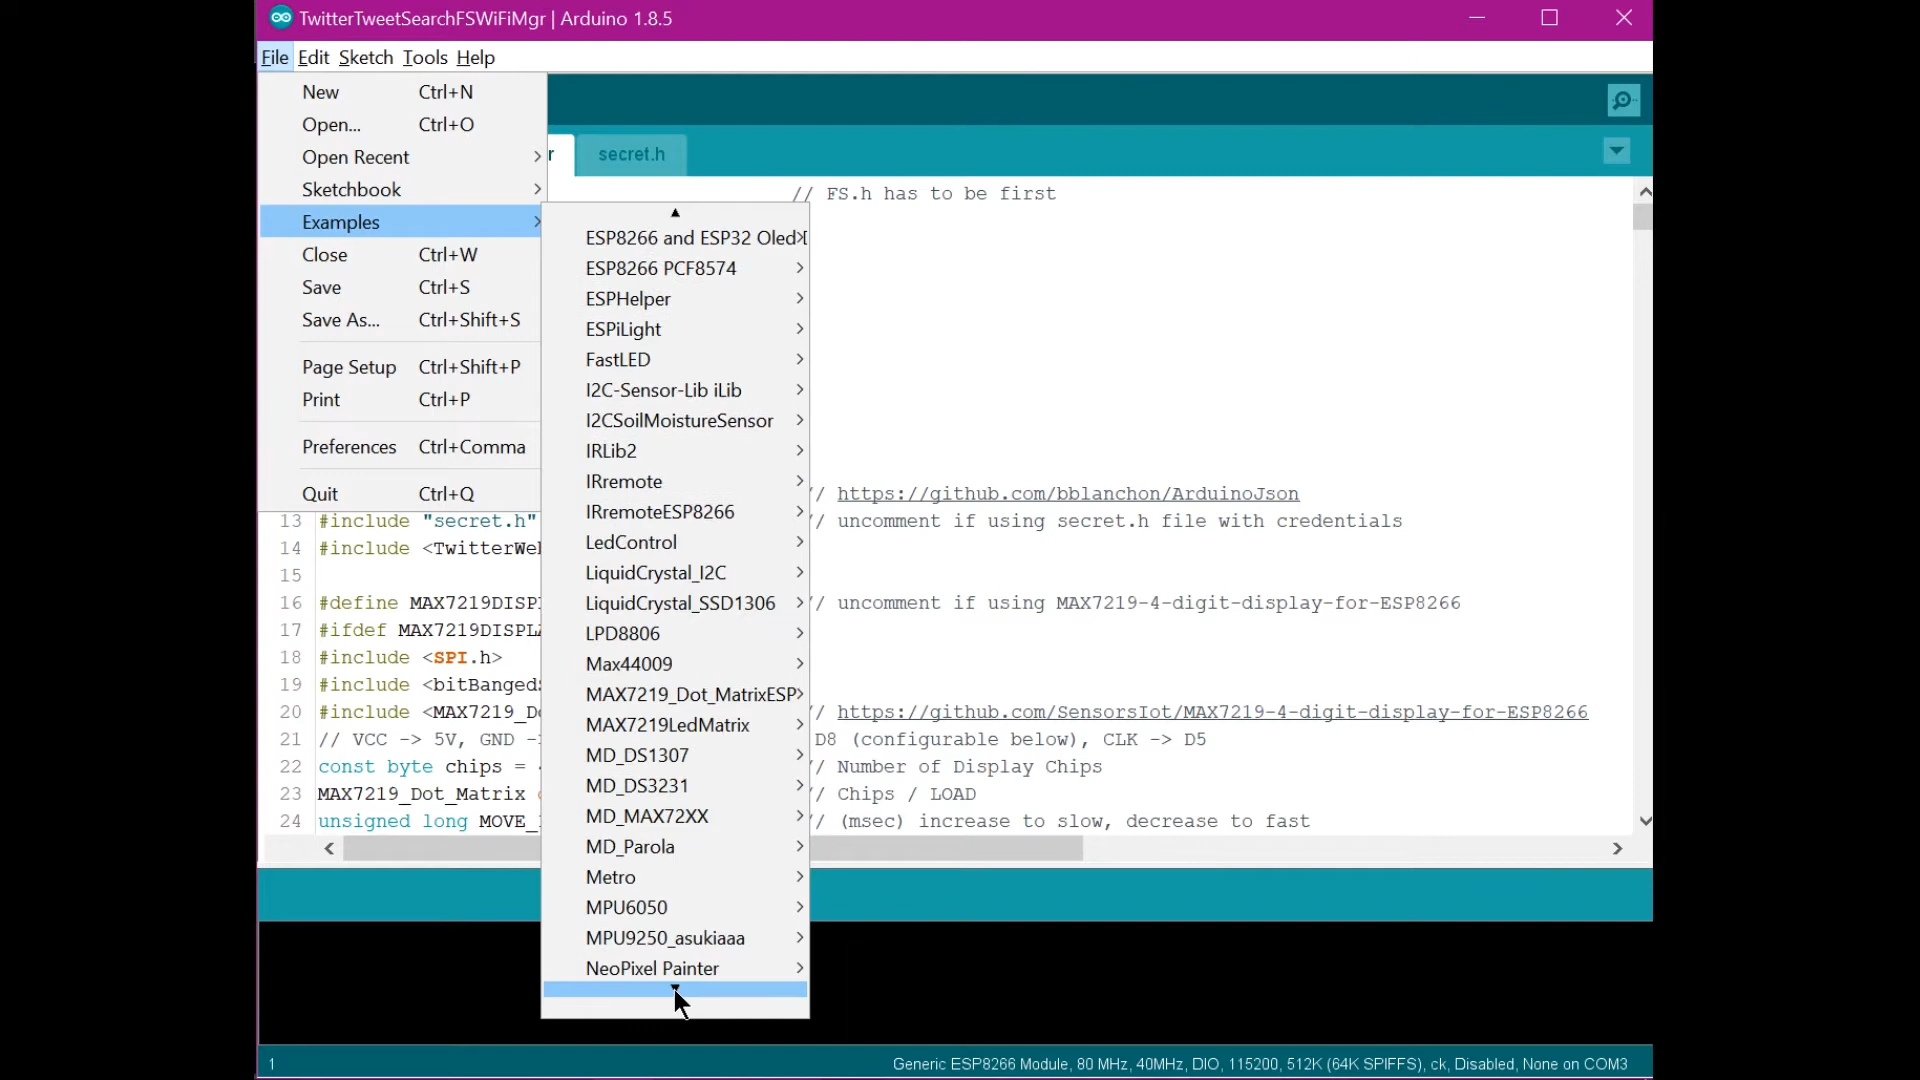 TwitterTweetSearchFSWiFiMgr | Arduino 1.8.5
File Edit Sketch Tools Help
New Ctrl+N
Open... Ctrl+O
Open Recent
Sketchbook
Examples
Close Ctrl+W
Save Ctrl+S
Save As... Ctrl+Shift+S
Page Setup Ctrl+Shift+P
Print Ctrl+P
Preferences Ctrl+Comma
Quit Ctrl+Q
r secret.h
// FS.h has to be first
ESP8266 and ESP32 Oled
ESP8266 PCF8574
ESPHelper
ESPiLight
FastLED
I2C-Sensor-Lib iLib
I2CSoilMoistureSensor
IRLib2
IRremote
IRremoteESP8266
LedControl
LiquidCrystal_I2C
LiquidCrystal_SSD1306
LPD8806
Max44009
MAX7219_Dot_MatrixESP
MAX7219LedMatrix
MD_DS1307
MD_DS3231
MD_MAX72XX
MD_Parola
Metro
MPU6050
MPU9250_asukiaaa
NeoPixel Painter
// https://github.com/bblanchon/ArduinoJson
13 #include "secret.h" // uncomment if using secret.h file with credentials
14 #include <TwitterWe
15
16 #define MAX7219DISP // uncomment if using MAX7219-4-digit-display-for-ESP8266
17 #ifdef MAX7219DISPL
18 #include <SPI.h>
19 #include <bitBanged
20 #include <MAX7219_D // https://github.com/SensorsIot/MAX7219-4-digit-display-for-ESP8266
21 // VCC -> 5V, GND - D8 (configurable below), CLK -> D5
22 const byte chips = // Number of Display Chips
23 MAX7219_Dot_Matrix // Chips / LOAD
24 unsigned long MOVE_ // (msec) increase to slow, decrease to fast
1 Generic ESP8266 Module, 80 MHz, 40MHz, DIO, 115200, 512K (64K SPIFFS), ck, Disabled, None on COM3